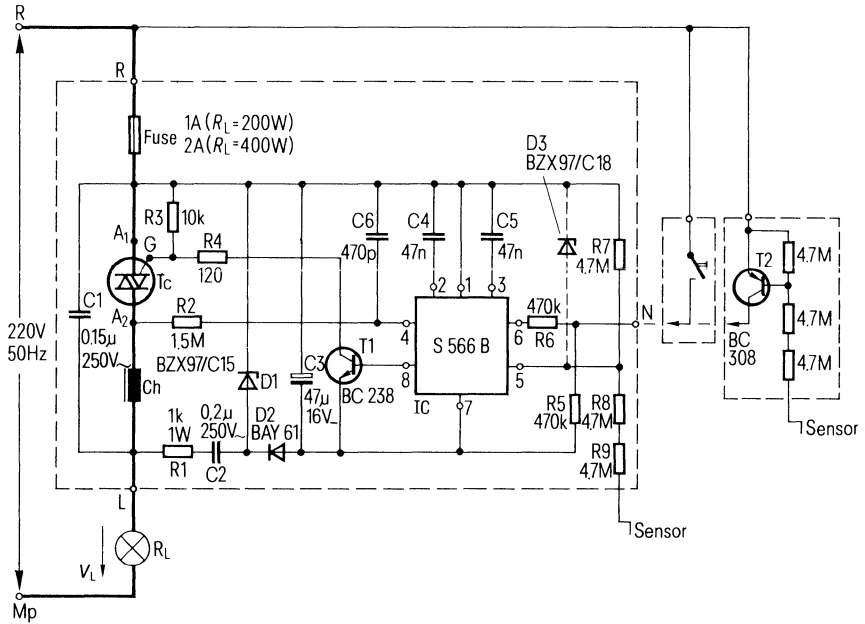 R
R
Fuse
1A (RL=200W)
2A (RL=400W)
D3
BZX97/C18
A1
G
R3
10k
R4
120
C6
470p
C4
47n
C5
47n
R7
4.7M
T2
4.7M
Tc
C1
0.15µ
250V~
A2
R2
1.5M
2
1
3
470k
R6
N
220V
50Hz
BZX97/C15
4
S 566 B
6
4.7M
BC
308
Ch
D1
C3
47µ
16V_
T1
BC 238
8
5
IC
7
4.7M
1k
1W
R1
0,2µ
250V~
C2
D2
BAY 61
R5
470k
R8
4.7M
R9
4.7M
Sensor
L
Sensor
VL
RL
Mp